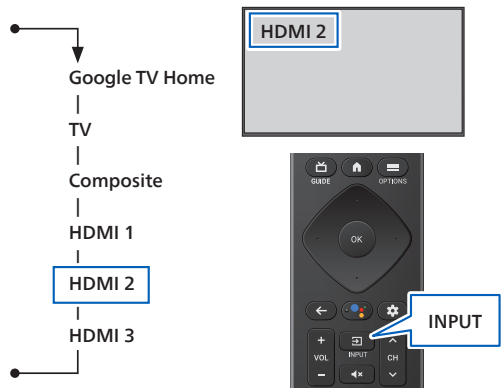 HDMI 2
Google TV Home
TV
Composite
HDMI 1
HDMI 2
HDMI 3
GUIDE
OPTIONS
OK
+
VOL
–
INPUT
CH
INPUT